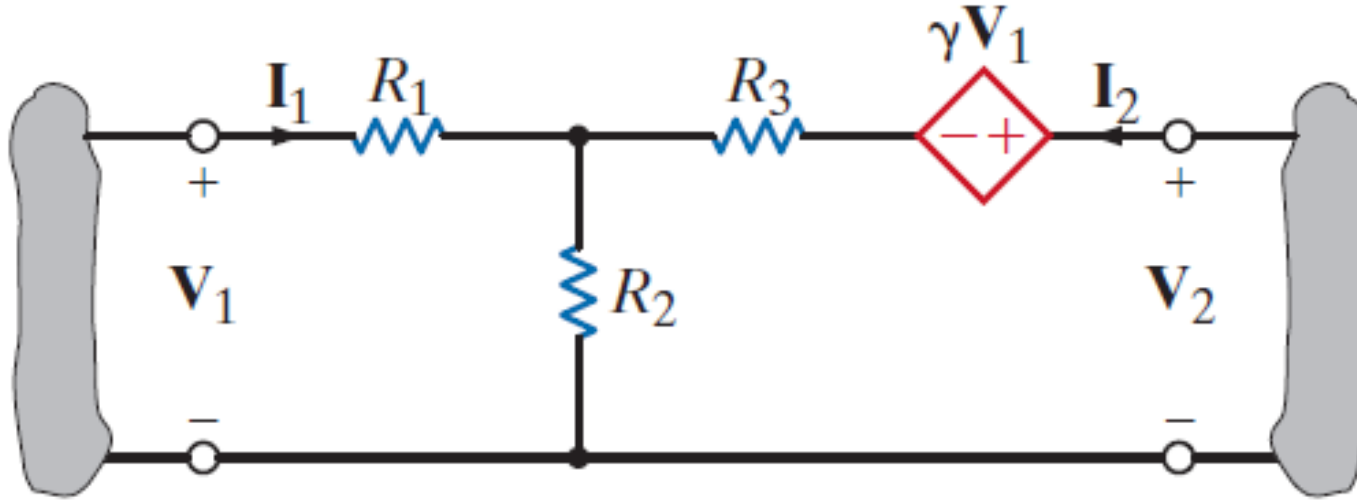 γV₁
I₁ R₁ R₃ − + I₂
+ +
V₁ R₂ V₂
− −